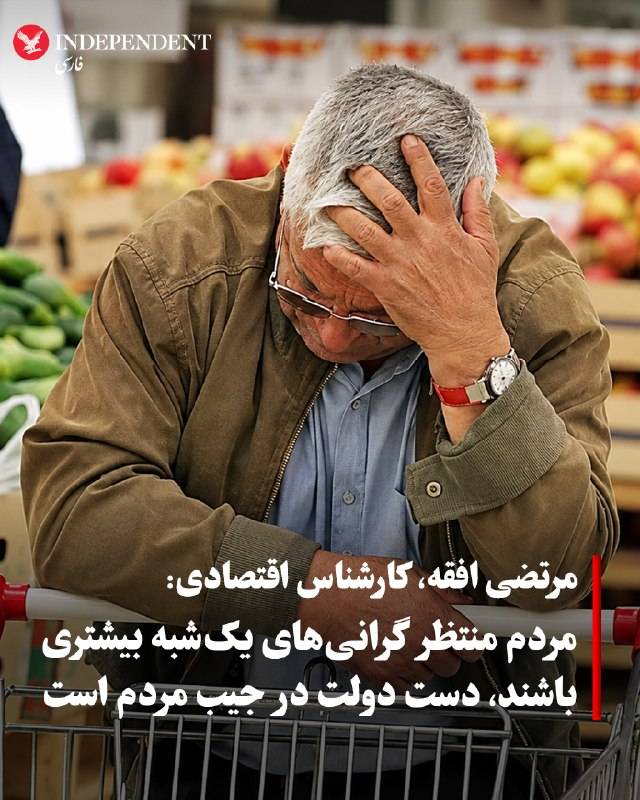 INDEPENDENT
فارسی
مرتضی افقه، کارشناس اقتصادی:
مردم منتظر گرانی‌های یک‌شبه بیشتری
باشند، دست دولت در جیب مردم است